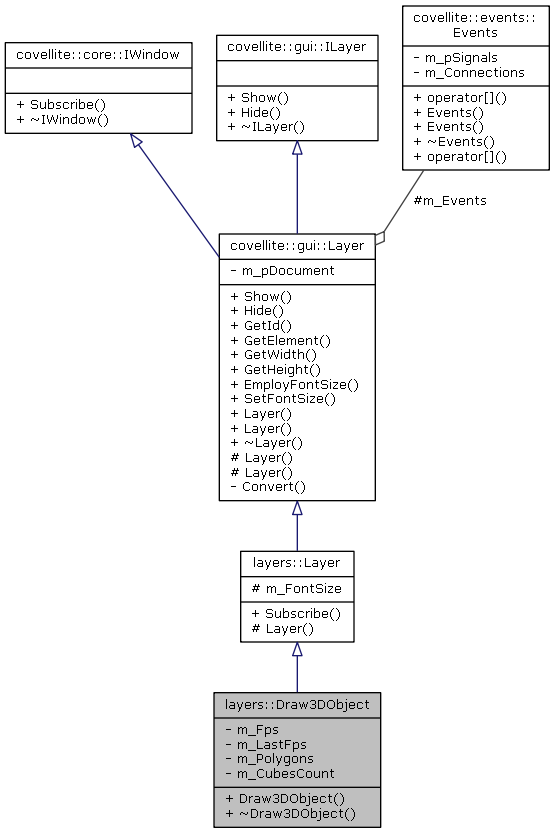 covellite::core::IWindow
+ Subscribe()
+ ~IWindow()
covellite::gui::ILayer
+ Show()
+ Hide()
+ ~ILayer()
covellite::events::
Events
- m_pSignals
- m_Connections
+ operator[]()
+ Events()
+ Events()
+ ~Events()
+ operator[]()
#m_Events
covellite::gui::Layer
- m_pDocument
+ Show()
+ Hide()
+ GetId()
+ GetElement()
+ GetWidth()
+ GetHeight()
+ EmployFontSize()
+ SetFontSize()
+ Layer()
+ Layer()
+ ~Layer()
# Layer()
# Layer()
- Convert()
layers::Layer
# m_FontSize
+ Subscribe()
# Layer()
layers::Draw3DObject
- m_Fps
- m_LastFps
- m_Polygons
- m_CubesCount
+ Draw3DObject()
+ ~Draw3DObject()